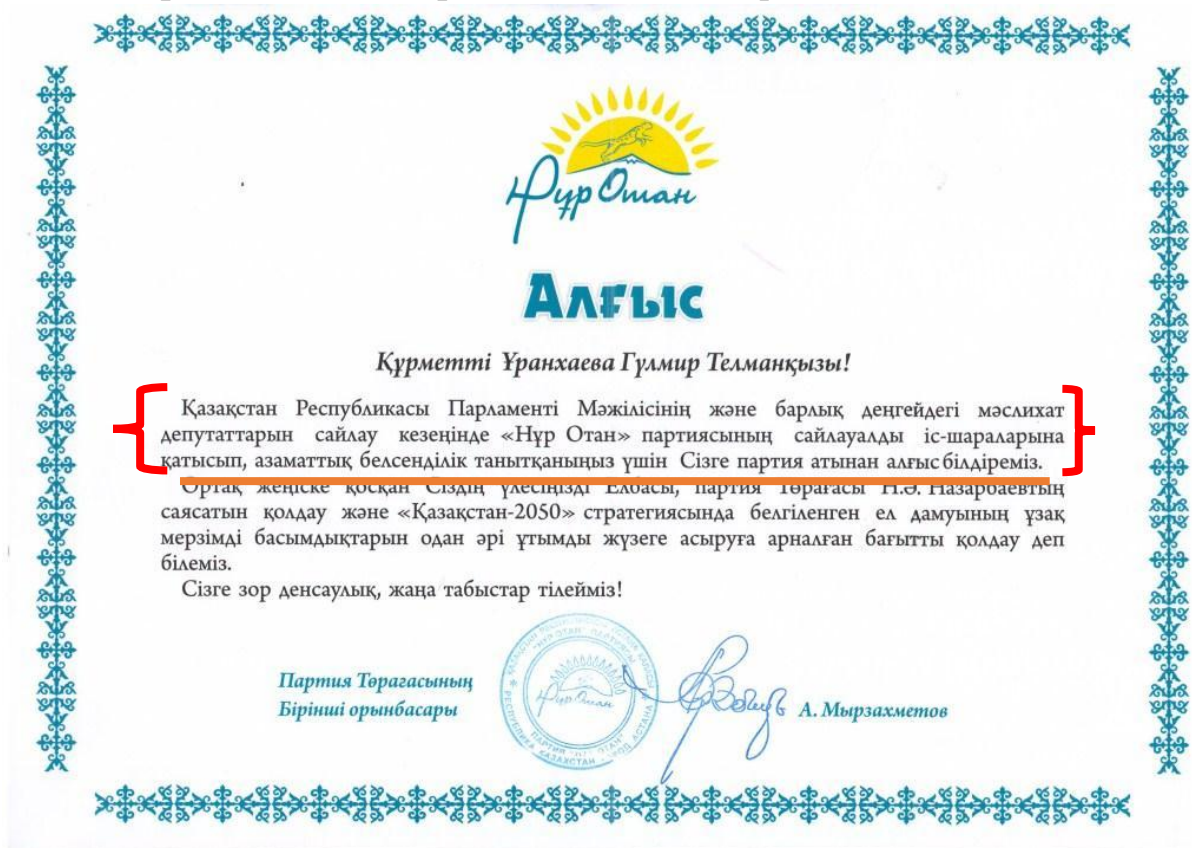 Нұр Отан
Алғыс
Құрметті Ұранхаева Гүлмир Телманқызы!
Қазақстан Республикасы Парламенті Мәжілісінің және барлық деңгейдегі мәслихат
депутаттарын сайлау кезеңінде «Нұр Отан» партиясының сайлауалды іс-шараларына
қатысып, азаматтық белсенділік танытқаныңыз үшін Сізге партия атынан алғыс білдіреміз.
Ортақ жеңіске қосқан Сіздің үлесіңізді Елбасы, партия Төрағасы Н.Ә. Назарбаевтың
саясатын қолдау және «Қазақстан-2050» стратегиясында белгіленген ел дамуының ұзақ
мерзімді басымдықтарын одан әрі ұтымды жүзеге асыруға арналған бағытты қолдау деп
білеміз.
Сізге зор денсаулық, жаңа табыстар тілейміз!
Партия Төрағасының
Бірінші орынбасары
А. Мырзахметов
Нұр Отан